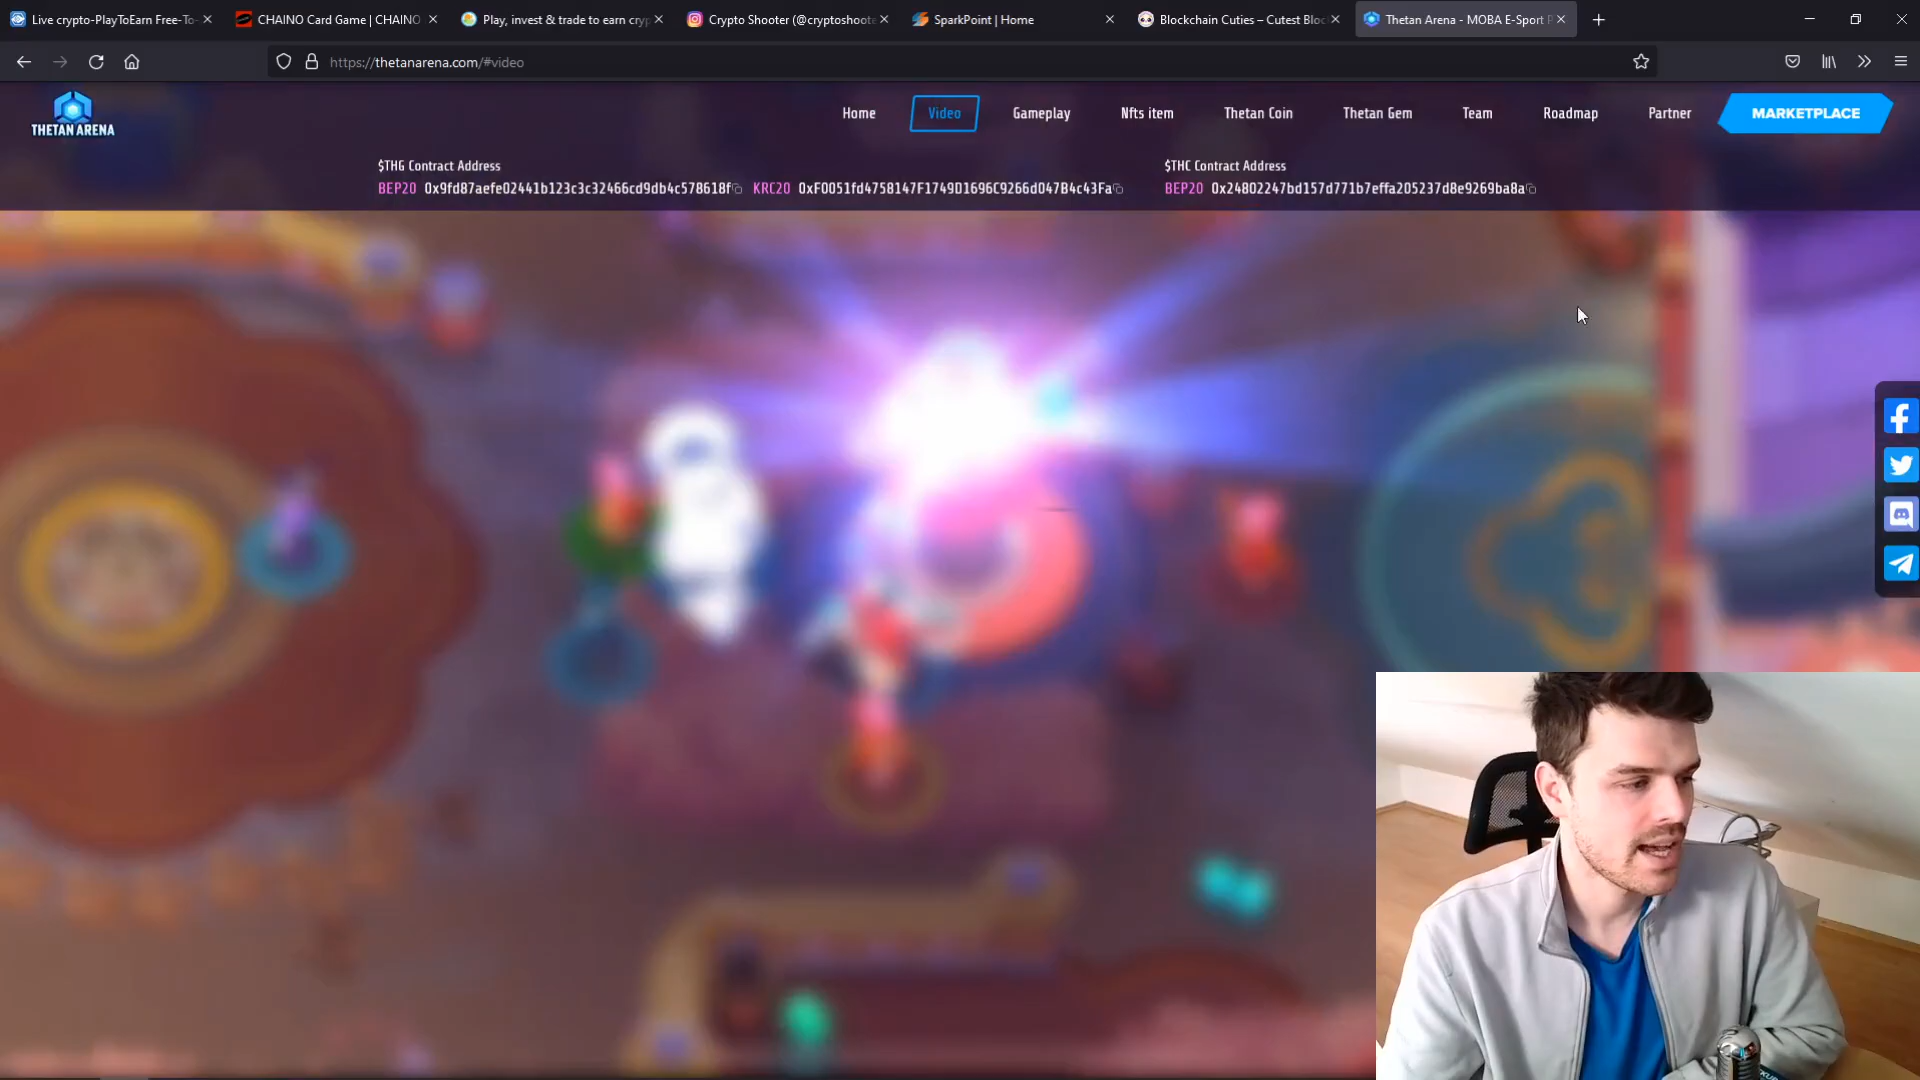 Live crypto-PlayToEarn Free-To-
CHAINO Card Game | CHAINO
Play, invest & trade to earn cryp
Crypto Shooter (@cryptoshoote
SparkPoint | Home
Blockchain Cuties – Cutest Bloc
Thetan Arena - MOBA E-Sport P
https://thetanarena.com/#video
THETAN ARENA
Home
Video
Gameplay
Nfts item
Thetan Coin
Thetan Gem
Team
Roadmap
Partner
MARKETPLACE
$THG Contract Address
BEP20 0x9fd87aefe02441b123c3c32466cd9db4c578618f
KRC20 0xF0051fd4758147F1749D1696C9266d047B4c43Fa
$THC Contract Address
BEP20 0x24802247bd157d771b7effa205237d8e9269ba8a